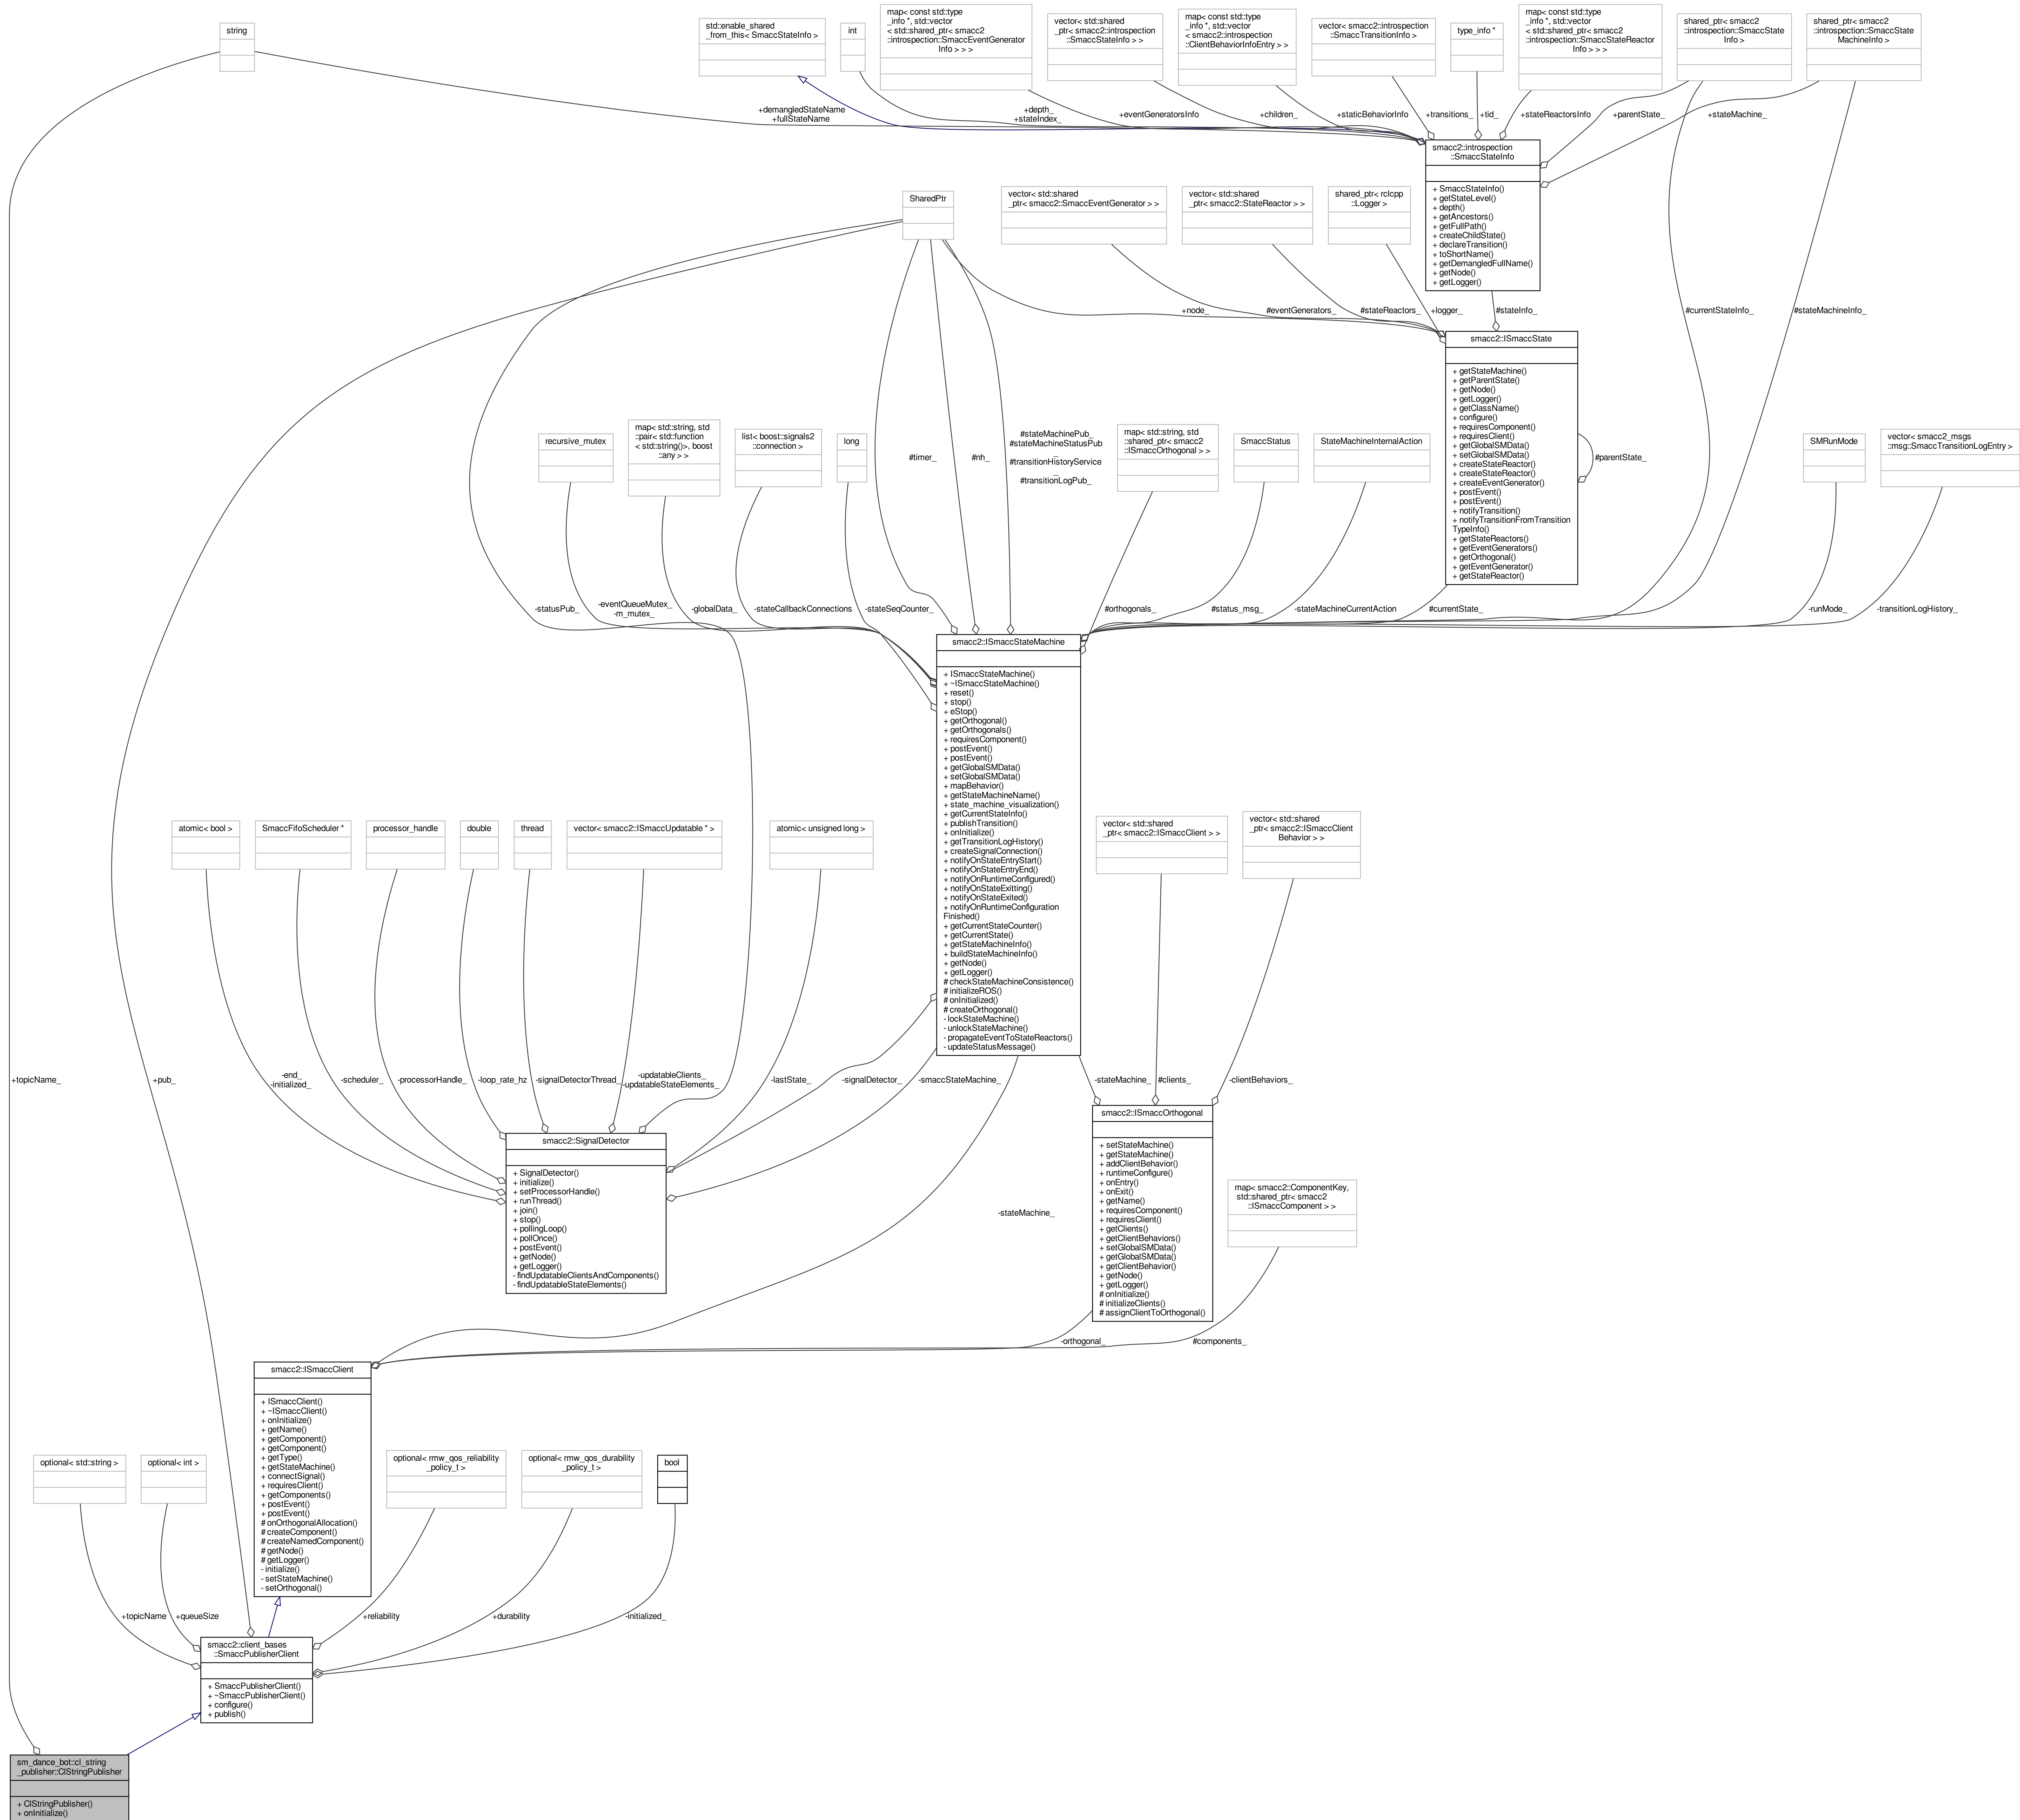 string
std::enable_shared
_from_this< SmaccStateInfo >
int
map< const std::type
_info *, std::vector
< std::shared_ptr< smacc2
::introspection::SmaccEventGenerator
Info > > >
vector< std::shared
_ptr< smacc2::introspection
::SmaccStateInfo > >
map< const std::type
_info *, std::vector
< smacc2::introspection
::ClientBehaviorInfoEntry > >
vector< smacc2::introspection
::SmaccTransitionInfo >
type_info *
map< const std::type
_info *, std::vector
< std::shared_ptr< smacc2
::introspection::SmaccStateReactor
Info > > >
shared_ptr< smacc2
::introspection::SmaccState
Info >
shared_ptr< smacc2
::introspection::SmaccState
MachineInfo >
+demangledStateName
+fullStateName
+depth_
+stateIndex_
+eventGeneratorsInfo
+children_
+staticBehaviorInfo
+transitions_
+tid_
+stateReactorsInfo
+parentState_
+stateMachine_
smacc2::introspection
::SmaccStateInfo
+ SmaccStateInfo()
+ getStateLevel()
+ depth()
+ getAncestors()
+ getFullPath()
+ createChildState()
+ declareTransition()
+ toShortName()
+ getDemangledFullName()
+ getNode()
+ getLogger()
SharedPtr
vector< std::shared
_ptr< smacc2::SmaccEventGenerator > >
vector< std::shared
_ptr< smacc2::StateReactor > >
shared_ptr< rclcpp
::Logger >
+node_
#eventGenerators_
#stateReactors_
+logger_
#stateInfo_
#currentStateInfo_
#stateMachineInfo_
smacc2::ISmaccState
+ getStateMachine()
+ getParentState()
+ getNode()
+ getLogger()
+ getClassName()
+ configure()
+ requiresComponent()
+ requiresClient()
+ getGlobalSMData()
+ setGlobalSMData()
+ createStateReactor()
+ createStateReactor()
+ createEventGenerator()
+ postEvent()
+ postEvent()
+ notifyTransition()
+ notifyTransitionFromTransition
TypeInfo()
+ getStateReactors()
+ getEventGenerators()
+ getOrthogonal()
+ getEventGenerator()
+ getStateReactor()
#parentState_
recursive_mutex
map< std::string, std
::pair< std::function
< std::string()>, boost
::any > >
list< boost::signals2
::connection >
long
#timer_
#nh_
#stateMachinePub_
#stateMachineStatusPub
_
#transitionHistoryService
_
#transitionLogPub_
map< std::string, std
::shared_ptr< smacc2
::ISmaccOrthogonal > >
SmaccStatus
StateMachineInternalAction
SMRunMode
vector< smacc2_msgs
::msg::SmaccTransitionLogEntry >
-statusPub_
-eventQueueMutex_
-m_mutex_
-globalData_
-stateCallbackConnections
-stateSeqCounter_
#orthogonals_
#status_msg_
-stateMachineCurrentAction
#currentState_
-runMode_
-transitionLogHistory_
smacc2::ISmaccStateMachine
+ ISmaccStateMachine()
+ ~ISmaccStateMachine()
+ reset()
+ stop()
+ eStop()
+ getOrthogonal()
+ getOrthogonals()
+ requiresComponent()
+ postEvent()
+ postEvent()
+ getGlobalSMData()
+ setGlobalSMData()
+ mapBehavior()
+ getStateMachineName()
+ state_machine_visualization()
+ getCurrentStateInfo()
+ publishTransition()
+ onInitialize()
+ getTransitionLogHistory()
+ createSignalConnection()
+ notifyOnStateEntryStart()
+ notifyOnStateEntryEnd()
+ notifyOnRuntimeConfigured()
+ notifyOnStateExitting()
+ notifyOnStateExited()
+ notifyOnRuntimeConfiguration
Finished()
+ getCurrentStateCounter()
+ getCurrentState()
+ getStateMachineInfo()
+ buildStateMachineInfo()
+ getNode()
+ getLogger()
# checkStateMachineConsistence()
# initializeROS()
# onInitialized()
# createOrthogonal()
- lockStateMachine()
- unlockStateMachine()
- propagateEventToStateReactors()
- updateStatusMessage()
atomic< bool >
SmaccFifoScheduler *
processor_handle
double
thread
vector< smacc2::ISmaccUpdatable * >
atomic< unsigned long >
vector< std::shared
_ptr< smacc2::ISmaccClient > >
vector< std::shared
_ptr< smacc2::ISmaccClient
Behavior > >
+topicName_
+pub_
-end_
-initialized_
-scheduler_
-processorHandle_
-loop_rate_hz
-signalDetectorThread_
-updatableClients_
-updatableStateElements_
-lastState_
-signalDetector_
-smaccStateMachine_
-stateMachine_
#clients_
-clientBehaviors_
smacc2::SignalDetector
+ SignalDetector()
+ initialize()
+ setProcessorHandle()
+ runThread()
+ join()
+ stop()
+ pollingLoop()
+ pollOnce()
+ postEvent()
+ getNode()
+ getLogger()
- findUpdatableClientsAndComponents()
- findUpdatableStateElements()
smacc2::ISmaccOrthogonal
+ setStateMachine()
+ getStateMachine()
+ addClientBehavior()
+ runtimeConfigure()
+ onEntry()
+ onExit()
+ getName()
+ requiresComponent()
+ requiresClient()
+ getClients()
+ getClientBehaviors()
+ setGlobalSMData()
+ getGlobalSMData()
+ getClientBehavior()
+ getNode()
+ getLogger()
# onInitialize()
# initializeClients()
# assignClientToOrthogonal()
map< smacc2::ComponentKey,
std::shared_ptr< smacc2
::ISmaccComponent > >
-stateMachine_
-orthogonal_
#components_
smacc2::ISmaccClient
+ ISmaccClient()
+ ~ISmaccClient()
+ onInitialize()
+ getName()
+ getComponent()
+ getComponent()
+ getType()
+ getStateMachine()
+ connectSignal()
+ requiresClient()
+ getComponents()
+ postEvent()
+ postEvent()
# onOrthogonalAllocation()
# createComponent()
# createNamedComponent()
# getNode()
# getLogger()
- initialize()
- setStateMachine()
- setOrthogonal()
optional< std::string >
optional< int >
optional< rmw_qos_reliability
_policy_t >
optional< rmw_qos_durability
_policy_t >
bool
+topicName
+queueSize
+reliability
+durability
-initialized_
smacc2::client_bases
::SmaccPublisherClient
+ SmaccPublisherClient()
+ ~SmaccPublisherClient()
+ configure()
+ publish()
sm_dance_bot::cl_string
_publisher::ClStringPublisher
+ ClStringPublisher()
+ onInitialize()